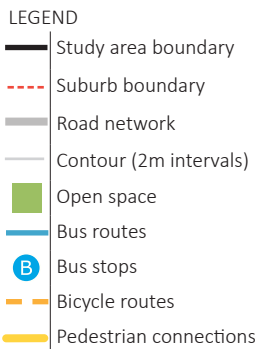 LEGEND
Study area boundary
Suburb boundary
Road network
Contour (2m intervals)
Open space
Bus routes
B Bus stops
Bicycle routes
Pedestrian connections